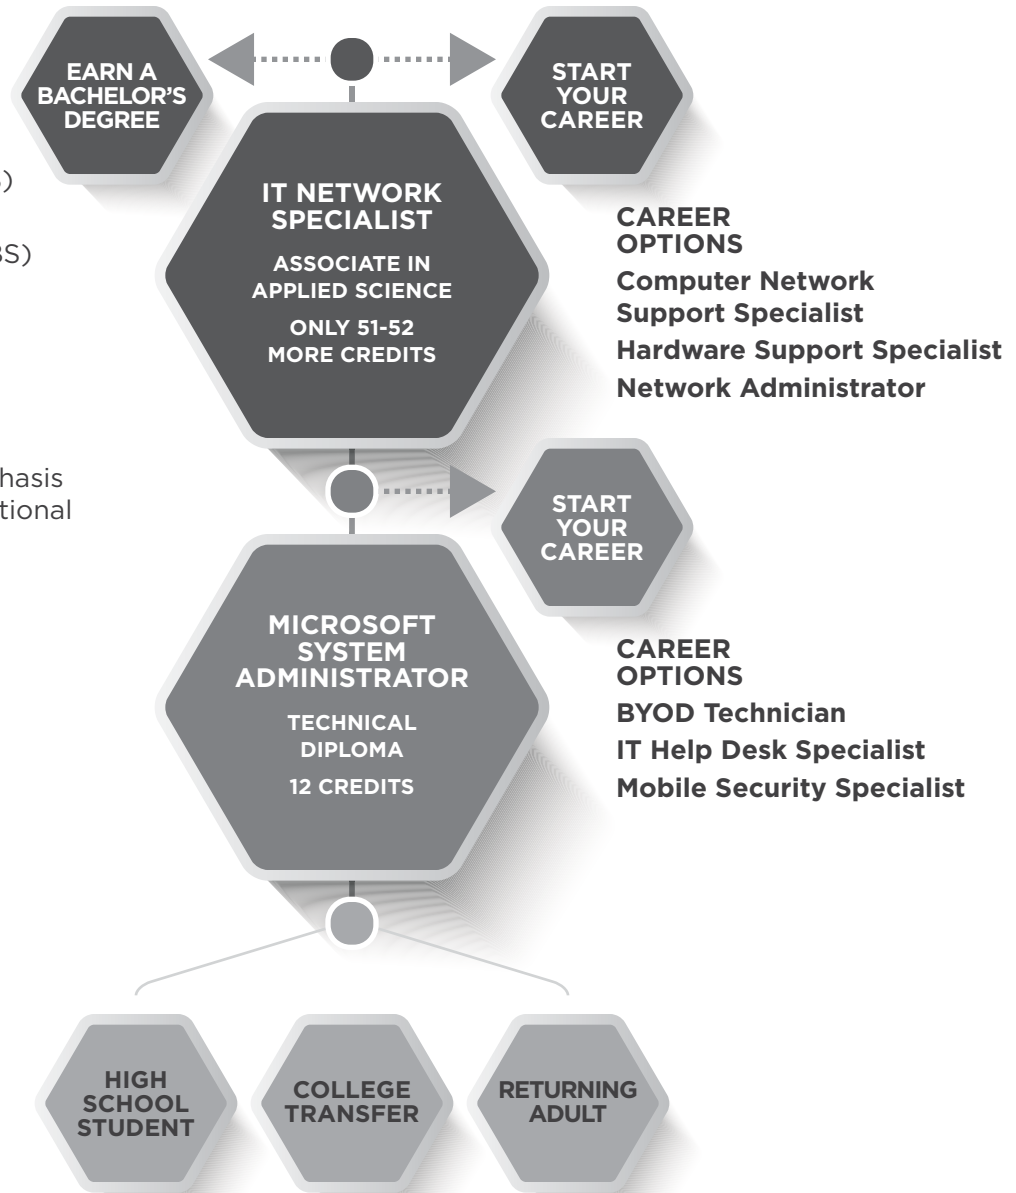 EARN A
BACHELOR'S
DEGREE
START
YOUR
CAREER
IT NETWORK
SPECIALIST
ASSOCIATE IN
APPLIED SCIENCE
ONLY 51-52
MORE CREDITS
CAREER
OPTIONS
Computer Network
Support Specialist
Hardware Support Specialist
Network Administrator
START
YOUR
CAREER
MICROSOFT
SYSTEM
ADMINISTRATOR
TECHNICAL
DIPLOMA
12 CREDITS
CAREER
OPTIONS
BYOD Technician
IT Help Desk Specialist
Mobile Security Specialist
HIGH
SCHOOL
STUDENT
COLLEGE
TRANSFER
RETURNING
ADULT